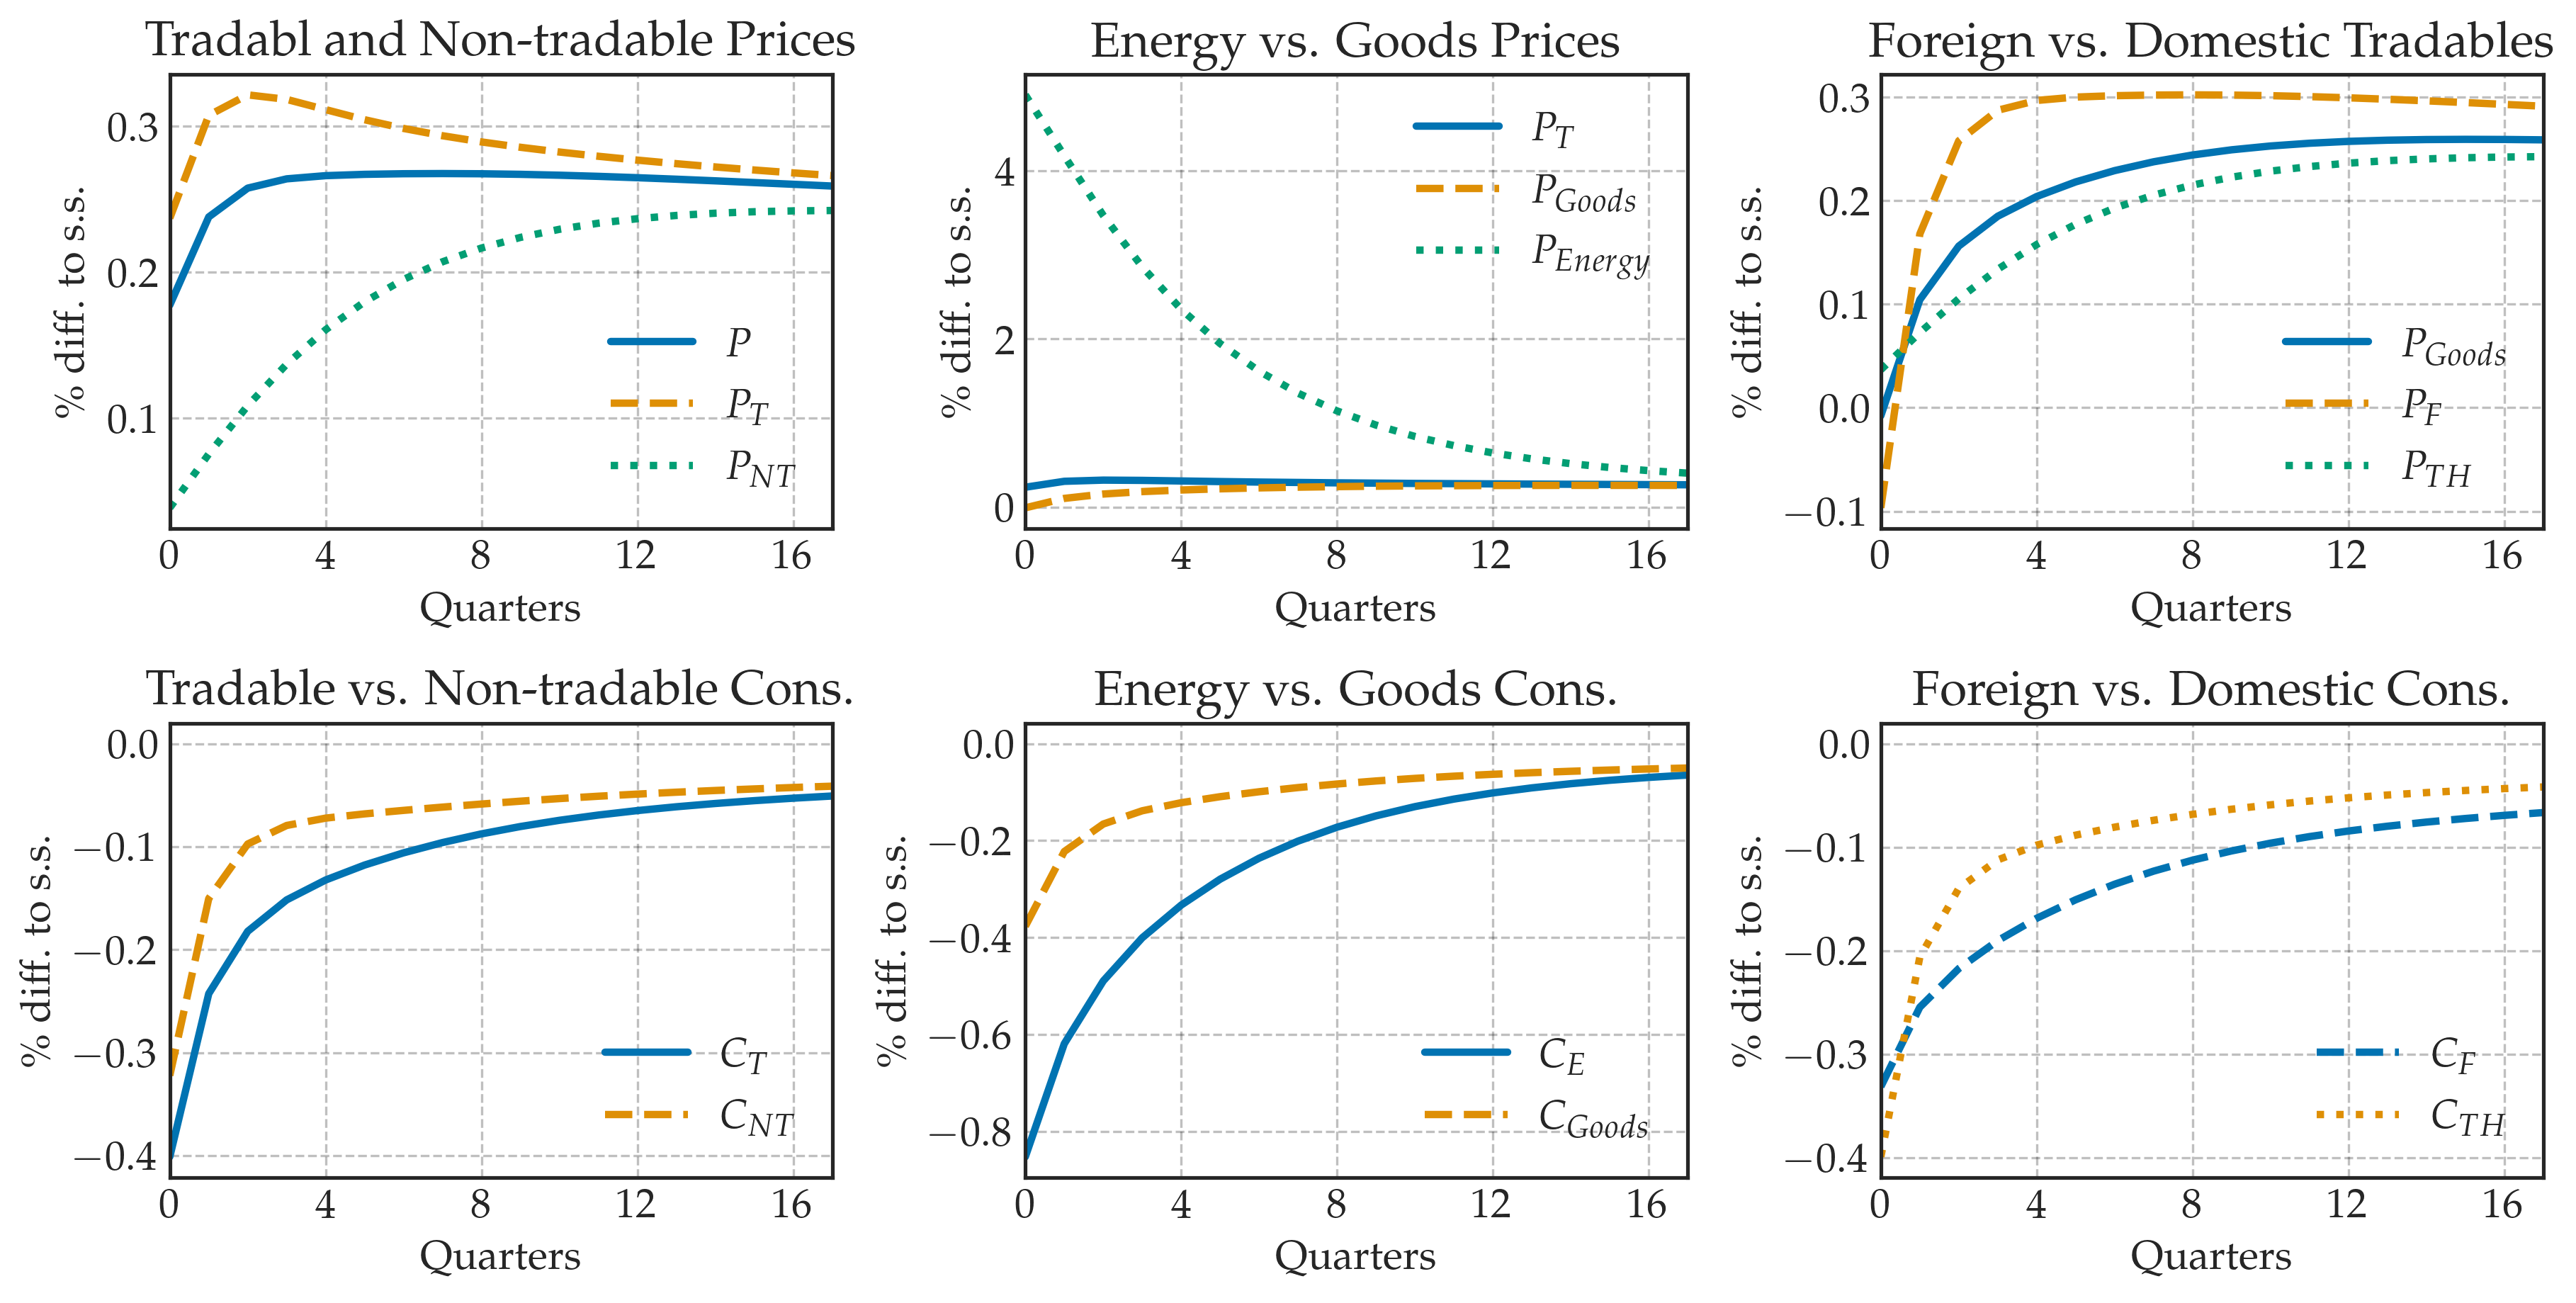 Tradabl and Non-tradable Prices
% diff. to s.s.
0.3
0.2
0.1
P
P_T
P_NT
0 4 8 12 16
Quarters
Energy vs. Goods Prices
% diff. to s.s.
4
2
0
P_T
P_Goods
P_Energy
0 4 8 12 16
Quarters
Foreign vs. Domestic Tradables
% diff. to s.s.
0.3
0.2
0.1
0.0
−0.1
P_Goods
P_F
P_TH
0 4 8 12 16
Quarters
Tradable vs. Non-tradable Cons.
% diff. to s.s.
0.0
−0.1
−0.2
−0.3
−0.4
C_T
C_NT
0 4 8 12 16
Quarters
Energy vs. Goods Cons.
% diff. to s.s.
0.0
−0.2
−0.4
−0.6
−0.8
C_E
C_Goods
0 4 8 12 16
Quarters
Foreign vs. Domestic Cons.
% diff. to s.s.
0.0
−0.1
−0.2
−0.3
−0.4
C_F
C_TH
0 4 8 12 16
Quarters